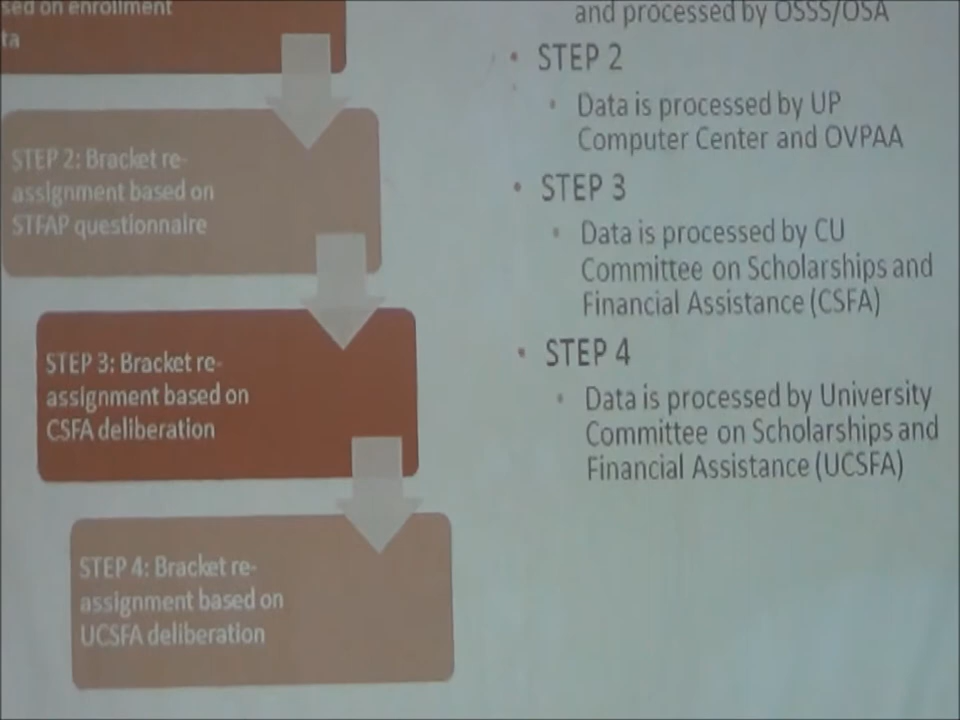 sed on enrollment
ta
STEP 2: Bracket re-
assignment based on
STFAP questionnaire
STEP 3: Bracket re-
assignment based on
CSFA deliberation
STEP 4: Bracket re-
assignment based on
UCSFA deliberation
and processed by OSSS/OSA
• STEP 2
• Data is processed by UP
Computer Center and OVPAA
• STEP 3
• Data is processed by CU
Committee on Scholarships and
Financial Assistance (CSFA)
• STEP 4
• Data is processed by University
Committee on Scholarships and
Financial Assistance (UCSFA)